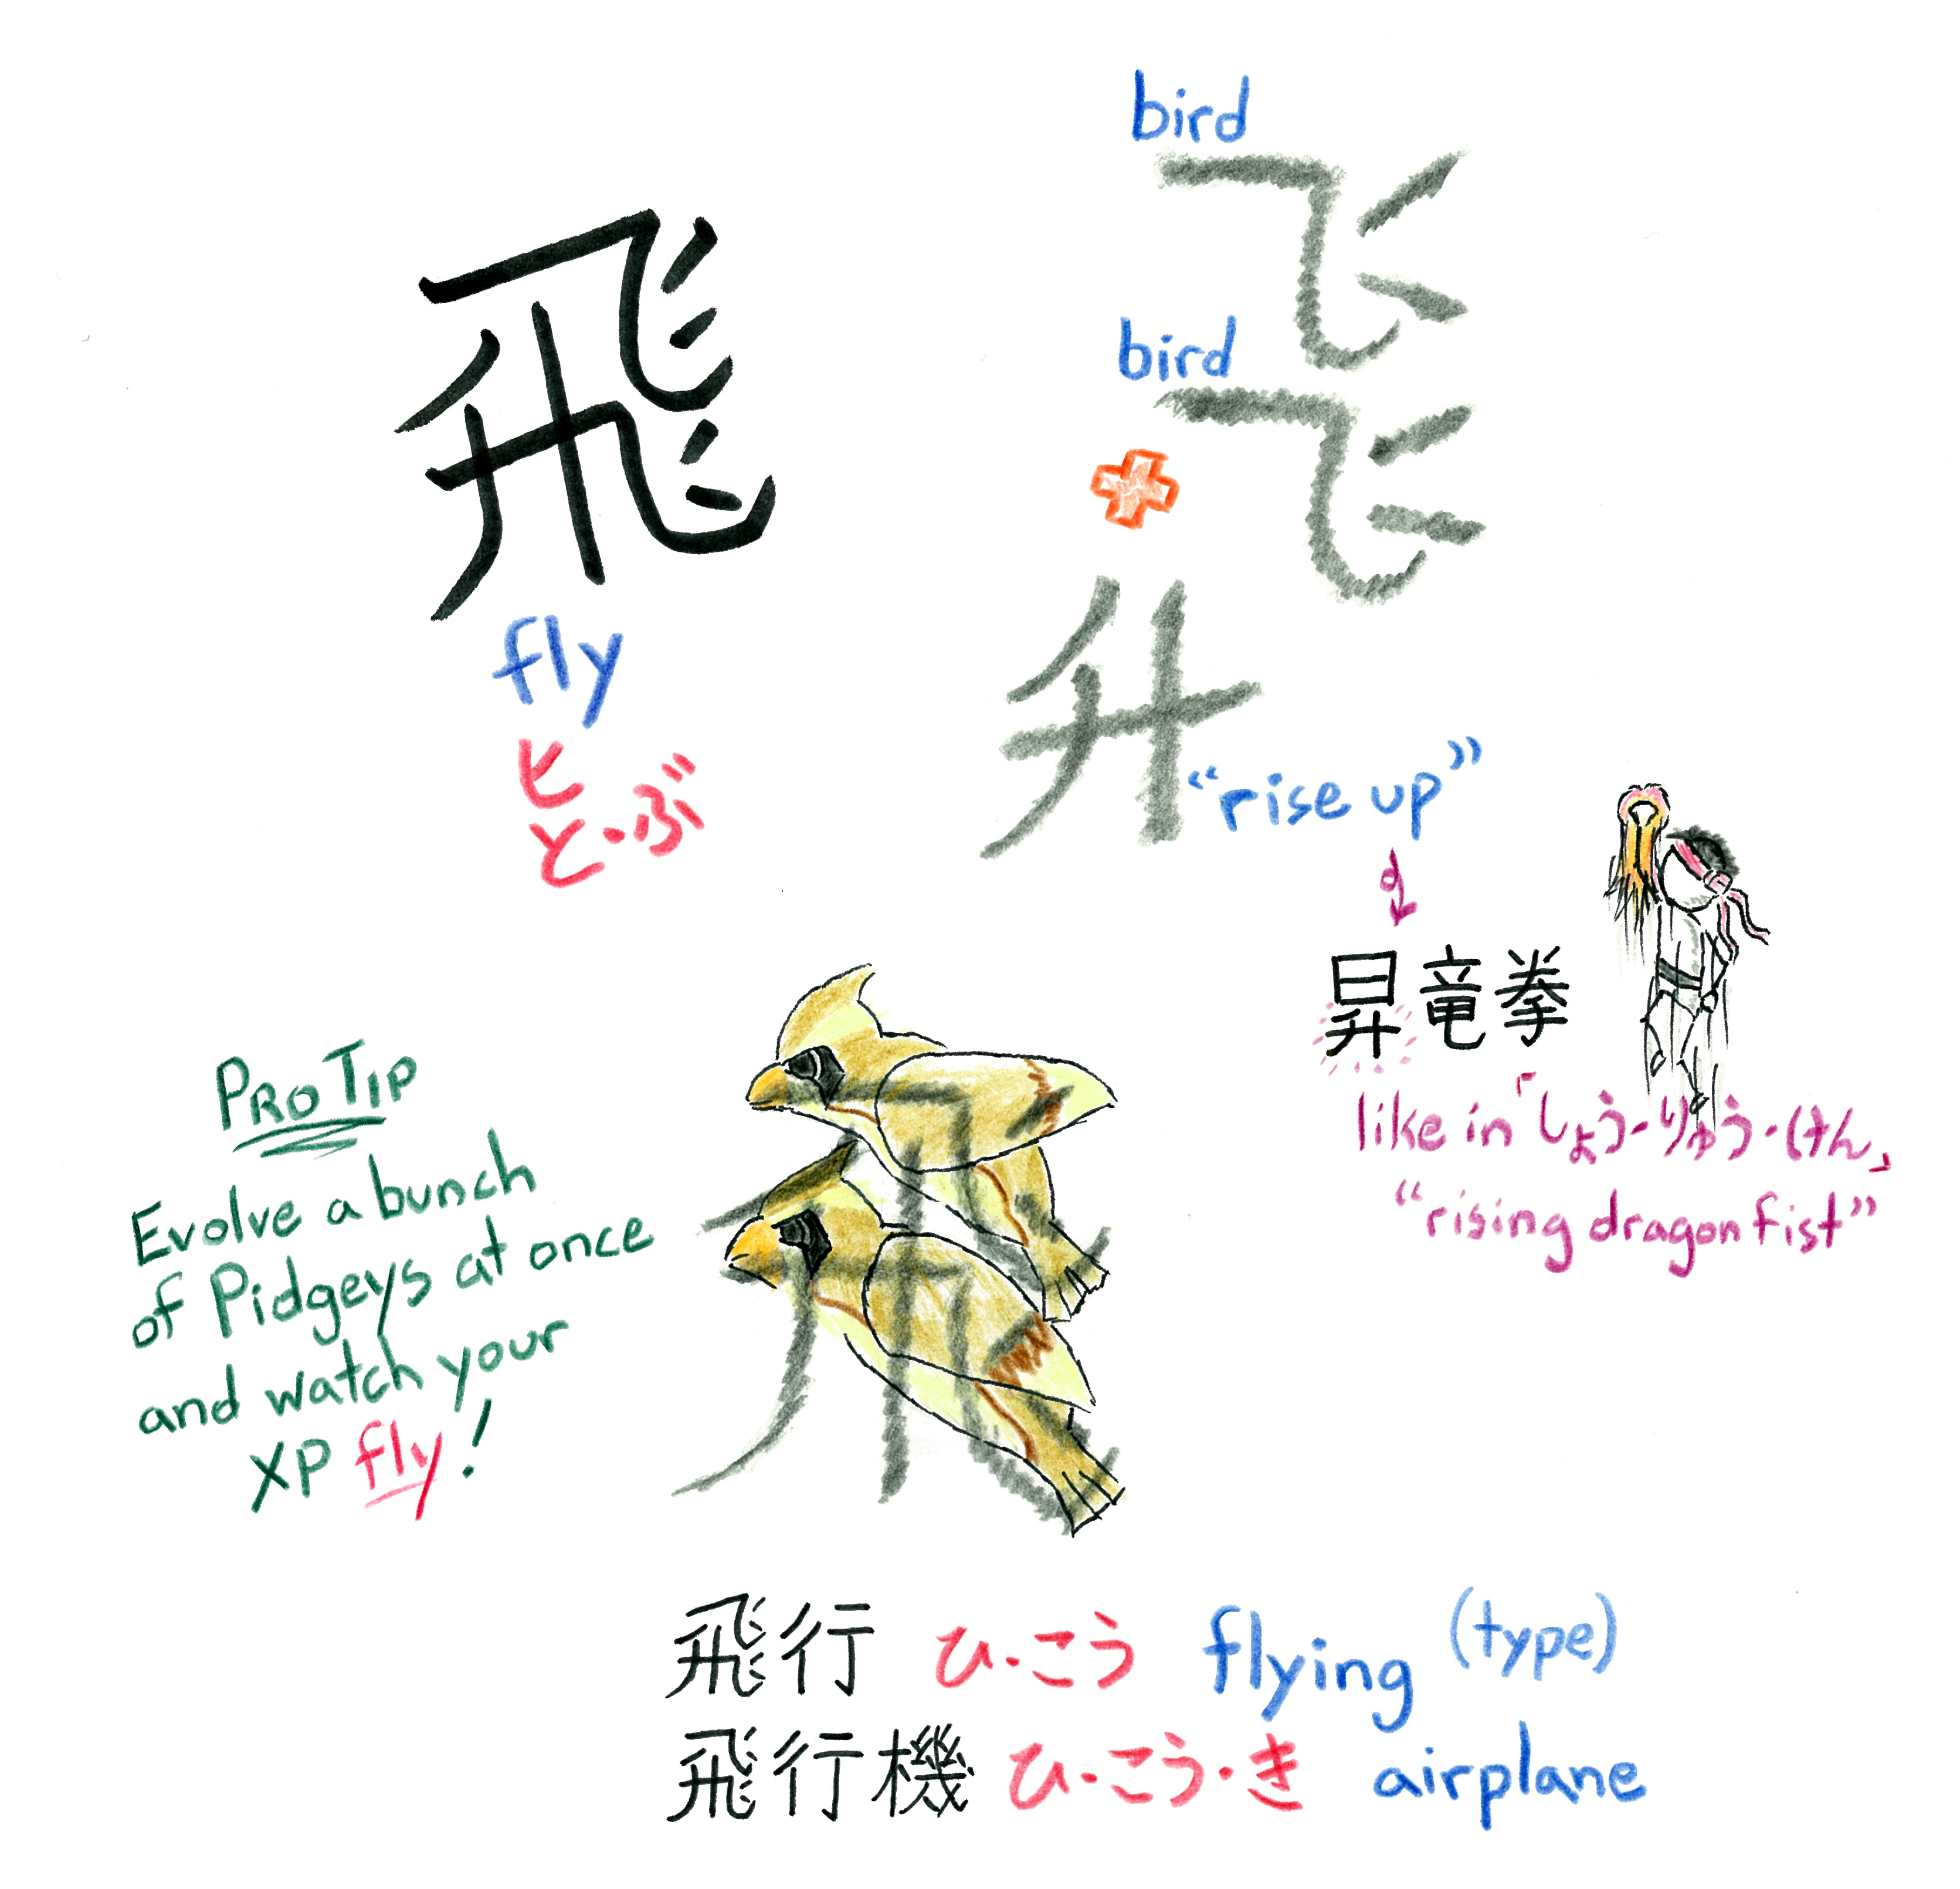 飛
fly
ヒ
と・ぶ
bird
飞
bird
飞
升
“rise up”
昇竜拳
like in「しょう・りゅう・けん」
“rising dragon fist”
PRO TIP
Evolve a bunch
of Pidgeys at once
and watch your
XP fly!
飛行 ひ・こう flying (type)
飛行機 ひ・こう・き airplane